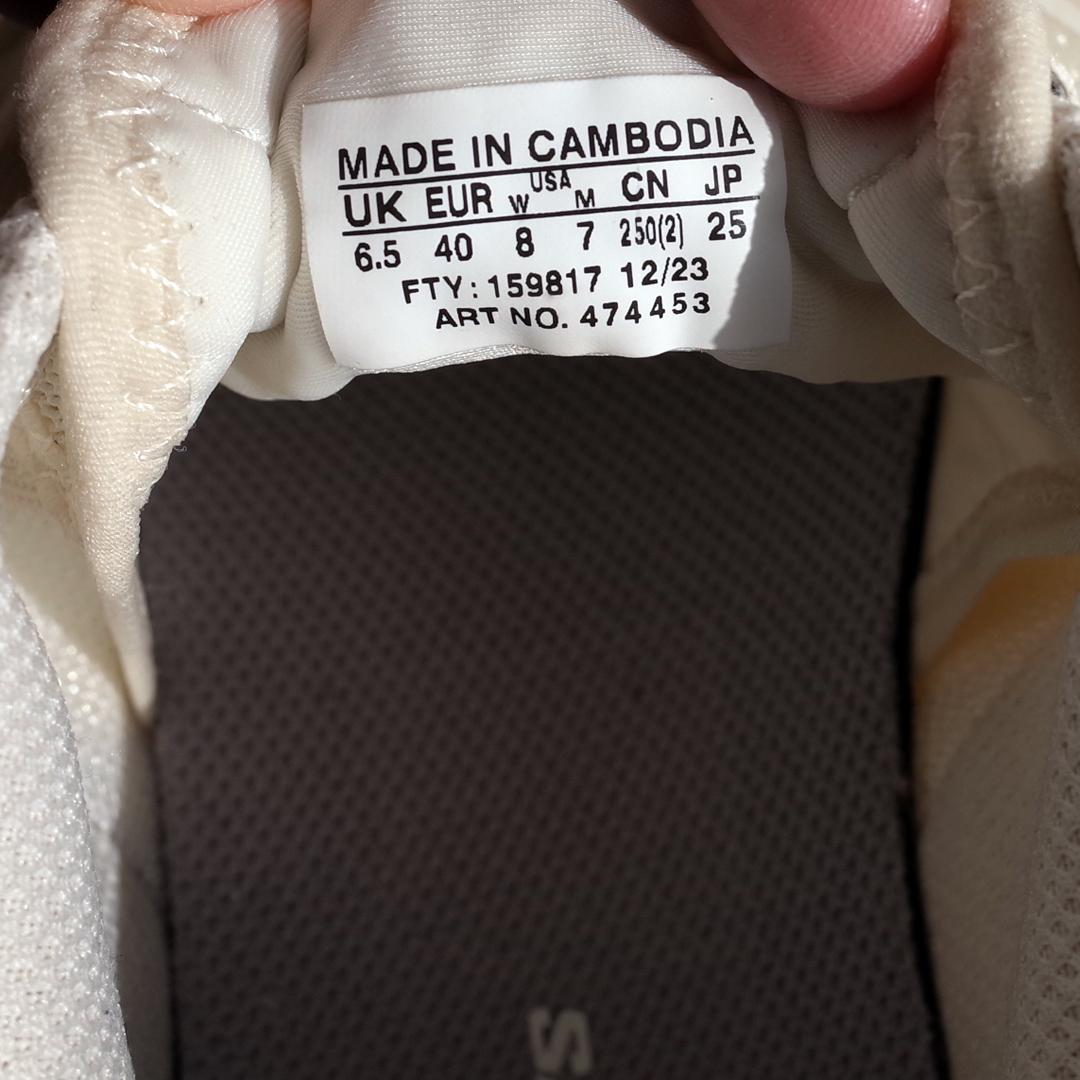 MADE IN CAMBODIA
UK EUR W USA M CN JP
6.5 40 8 7 250(2) 25
FTY: 159817 12/23
ART NO. 474453
S